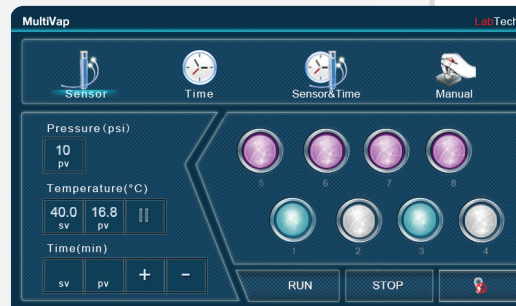 MultiVap
LabTech
Sensor
Time
Sensor&Time
Manual
Pressure(psi)
10
pv
Temperature(°C)
40.0 16.8
sv pv
Time(min)
sv pv + -
5 6 7 8
1 2 3 4
RUN STOP